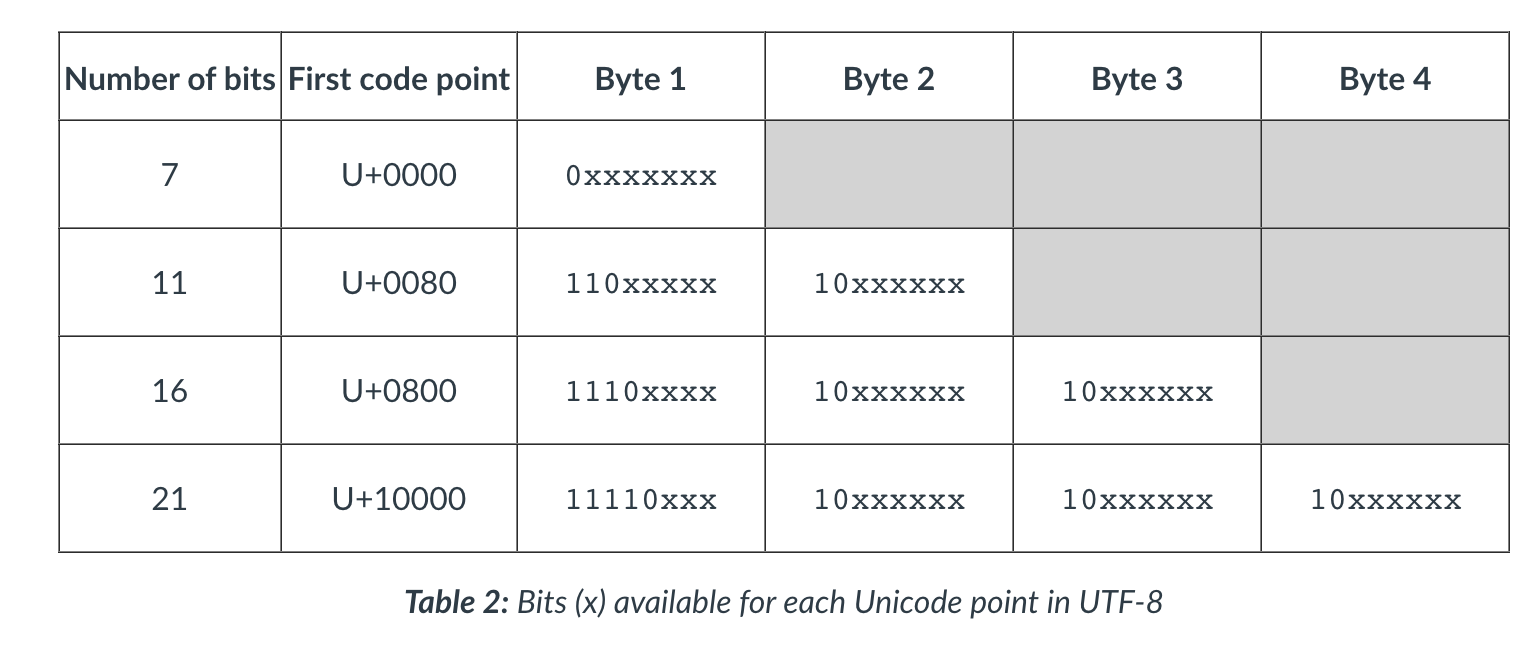 Number of bits First code point Byte 1 Byte 2 Byte 3 Byte 4
7 U+0000 0xxxxxxx
11 U+0080 110xxxxx 10xxxxxx
16 U+0800 1110xxxx 10xxxxxx 10xxxxxx
21 U+10000 11110xxx 10xxxxxx 10xxxxxx 10xxxxxx
Table 2: Bits (x) available for each Unicode point in UTF-8